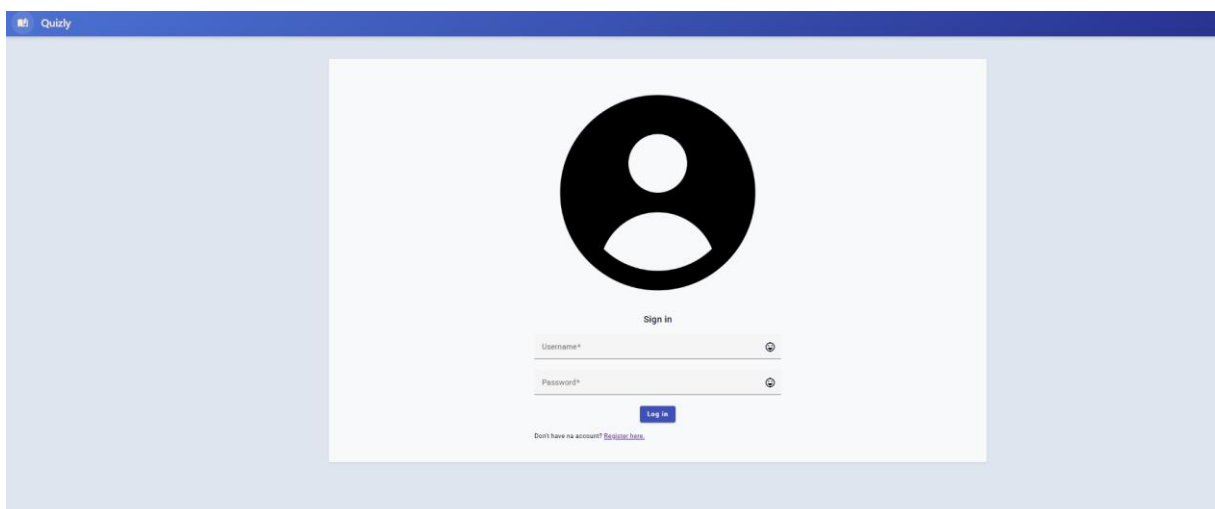 Quizly
Sign in
Username*
Password*
Log in
Don't have na account? Register here.